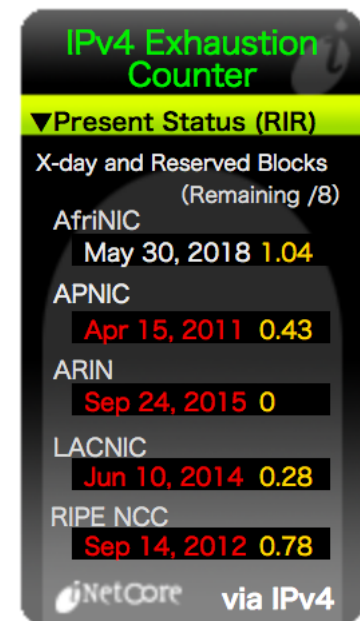 IPv4 Exhaustion
Counter
▼Present Status (RIR)
X-day and Reserved Blocks
(Remaining /8)
AfriNIC
May 30, 2018 1.04
APNIC
Apr 15, 2011 0.43
ARIN
Sep 24, 2015 0
LACNIC
Jun 10, 2014 0.28
RIPE NCC
Sep 14, 2012 0.78
iNetCore via IPv4